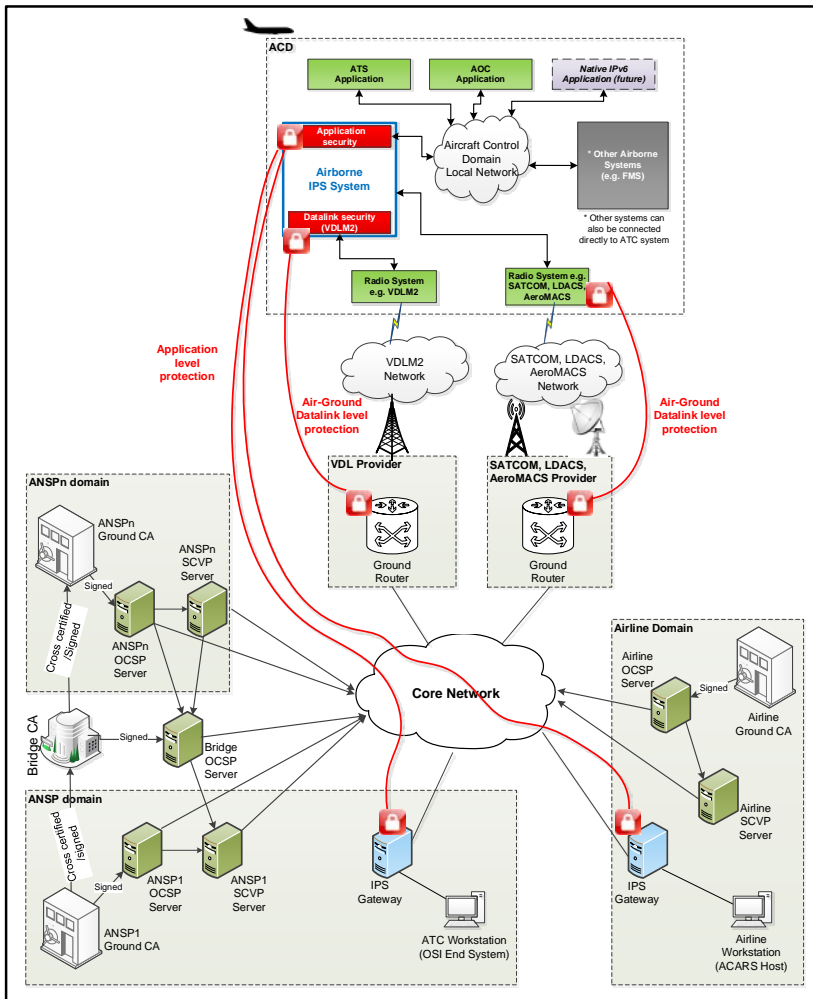 ACD
ATS
Application
AOC
Application
Native IPv6
Application (future)
Application
security
Airborne
IPS System
Datalink security
(VDLM2)
Aircraft Control
Domain
Local Network
* Other Airborne
Systems
(e.g. FMS)
* Other systems can
also be connected
directly to ATC system
Radio System
e.g. VDLM2
Radio System e.g.
SATCOM, LDACS,
AeroMACS
Application
level
protection
VDLM2
Network
SATCOM, LDACS,
AeroMACS
Network
Air-Ground
Datalink level
protection
Air-Ground
Datalink level
protection
VDL Provider
Ground
Router
SATCOM, LDACS,
AeroMACS Provider
Ground
Router
ANSPn domain
ANSPn
Ground CA
ANSPn
SCVP
Server
Signed
ANSPn
OCSP
Server
Cross certified
/Signed
Bridge CA
Signed
Bridge
OCSP
Server
Core Network
Airline Domain
Airline
OCSP
Server
Signed
Airline
Ground CA
Airline
SCVP
Server
IPS
Gateway
Airline
Workstation
(ACARS Host)
ANSP domain
Cross certified
/signed
Signed
ANSP1
Ground CA
ANSP1
OCSP
Server
ANSP1
SCVP
Server
IPS
Gateway
ATC Workstation
(OSI End System)